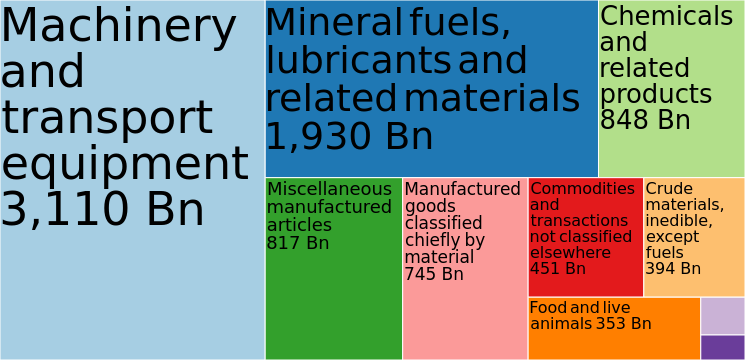 Machinery
and
transport
equipment
3,110 Bn
Mineral fuels,
lubricants and
related materials
1,930 Bn
Chemicals
and
related
products
848 Bn
Miscellaneous
manufactured
articles
817 Bn
Manufactured
goods
classified
chiefly by
material
745 Bn
Commodities
and
transactions
not classified
elsewhere
451 Bn
Crude
materials,
inedible,
except
fuels
394 Bn
Food and live
animals 353 Bn